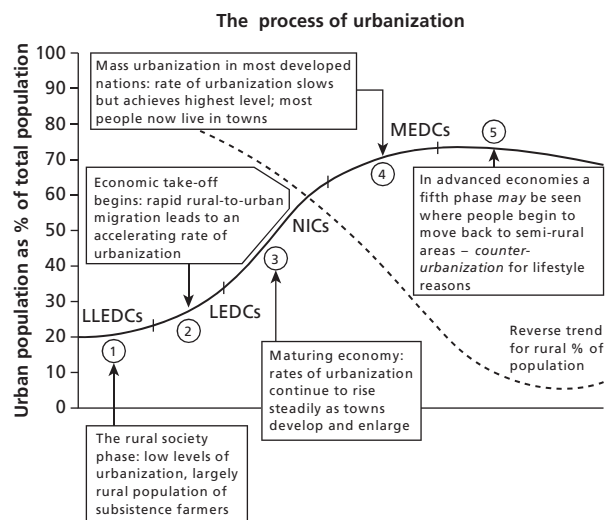 The process of urbanization
Urban population as % of total population
100
90
80
70
60
50
40
30
20
10
0
Mass urbanization in most developed
nations: rate of urbanization slows
but achieves highest level; most
people now live in towns
Economic take-off
begins: rapid rural-to-urban
migration leads to an
accelerating rate of
urbanization
MEDCs
5
4
In advanced economies a
fifth phase may be seen
where people begin to
move back to semi-rural
areas – counter-
urbanization for lifestyle
reasons
NICs
3
LLEDCs
LEDCs
1
2
Reverse trend
for rural % of
population
Maturing economy:
rates of urbanization
continue to rise
steadily as towns
develop and enlarge
The rural society
phase: low levels of
urbanization, largely
rural population of
subsistence farmers